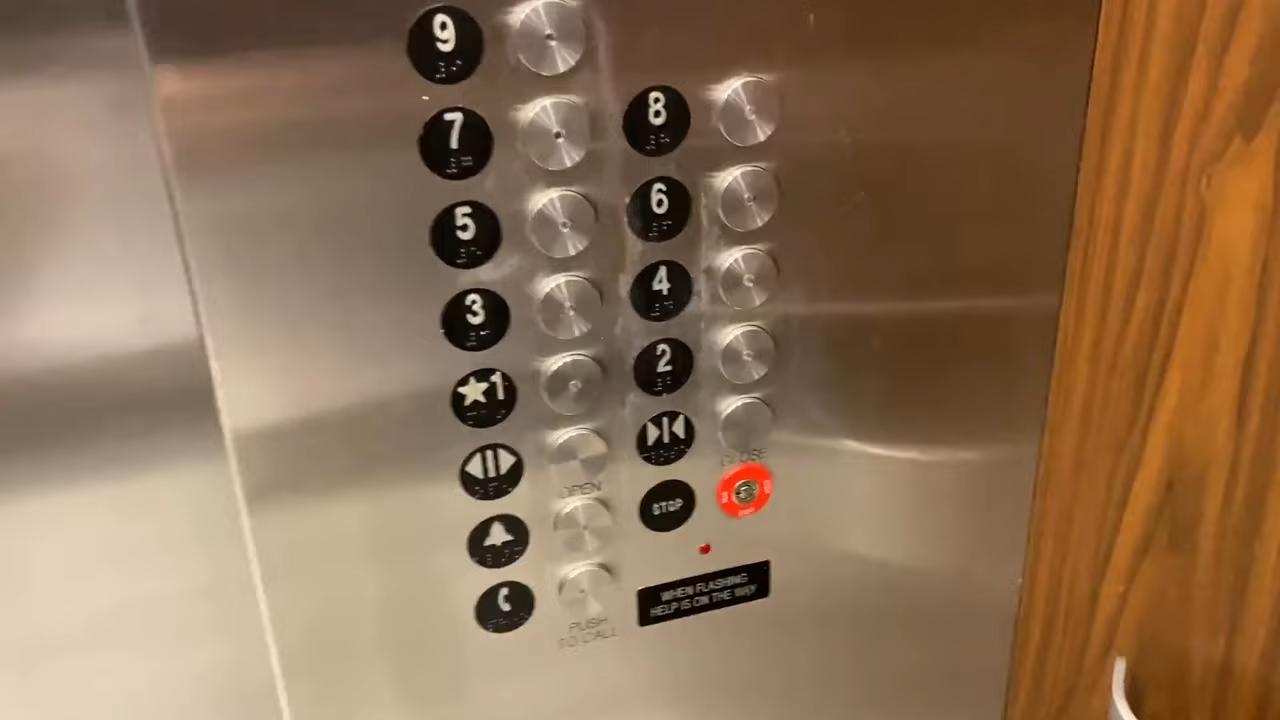 9
8
7
6
5
4
3
2
★1
OPEN
CLOSE
STOP
PUSH
TO CALL
WHEN FLASHING
HELP IS ON THE WAY